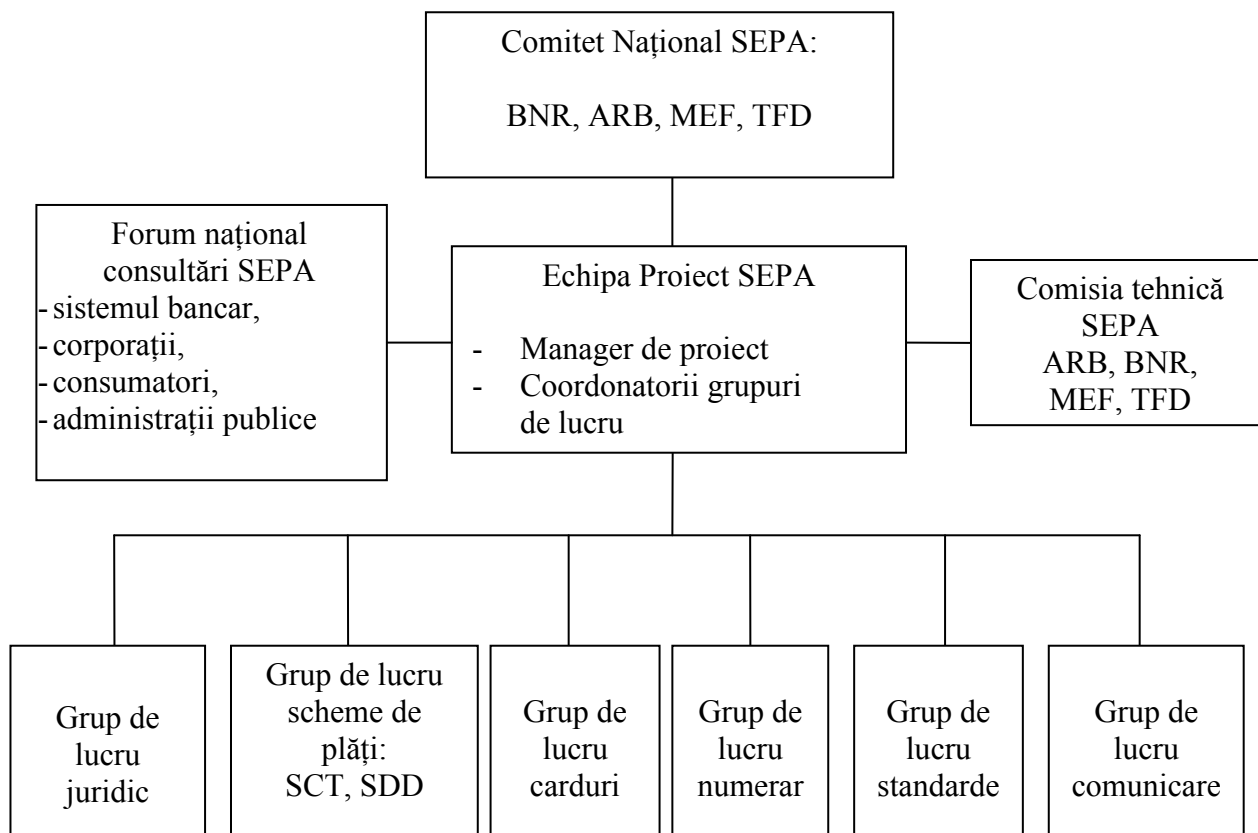 Comitet Național SEPA:
BNR, ARB, MEF, TFD
Forum național
consultări SEPA
- sistemul bancar,
- corporații,
- consumatori,
- administrații publice
Echipa Proiect SEPA
- Manager de proiect
- Coordonatorii grupuri
de lucru
Comisia tehnică
SEPA
ARB, BNR,
MEF, TFD
Grup de
lucru
juridic
Grup de lucru
scheme de
plăți:
SCT, SDD
Grup de
lucru
carduri
Grup de
lucru
numerar
Grup de
lucru
standarde
Grup de
lucru
comunicare